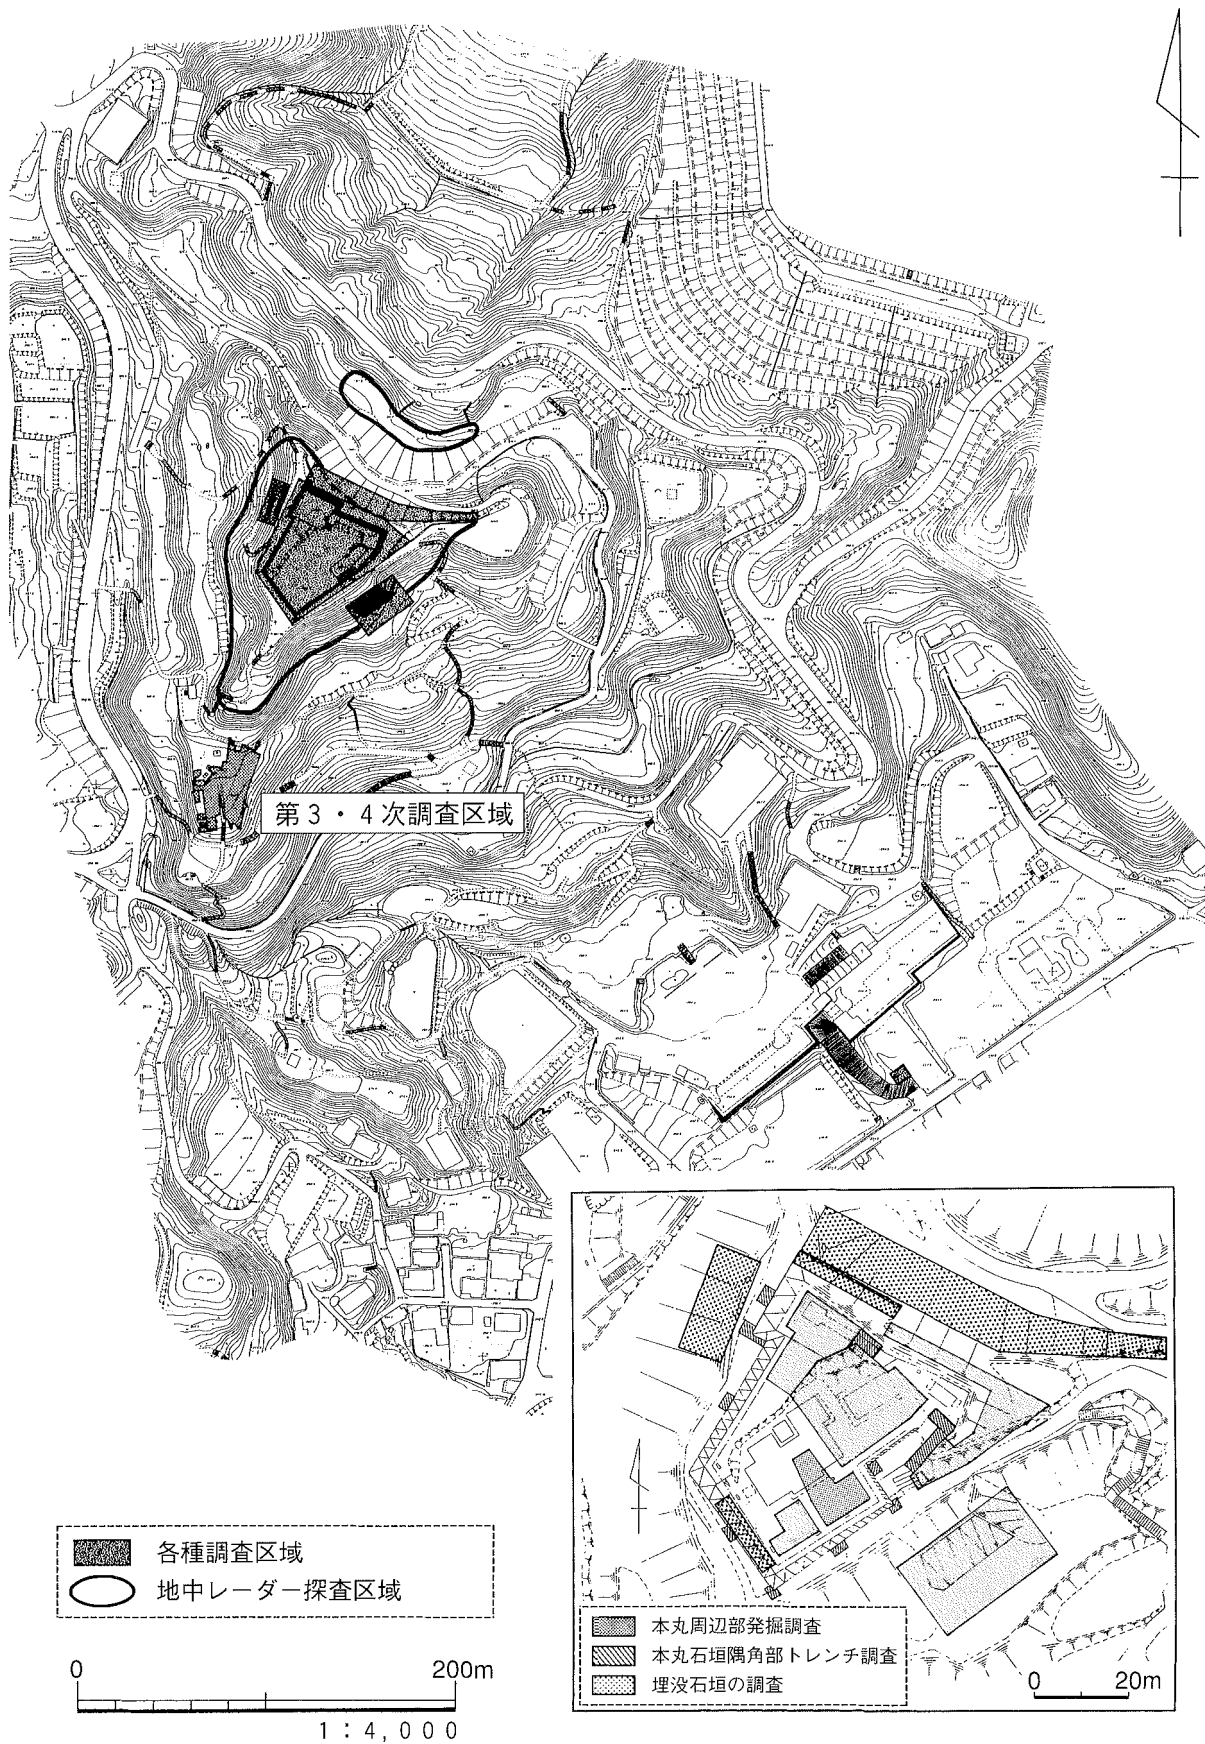 第3・4次調査区域
各種調査区域
地中レーダー探査区域
0 200m
1:4,000
本丸周辺部発掘調査
本丸石垣隅角部トレンチ調査
埋没石垣の調査
0 20m